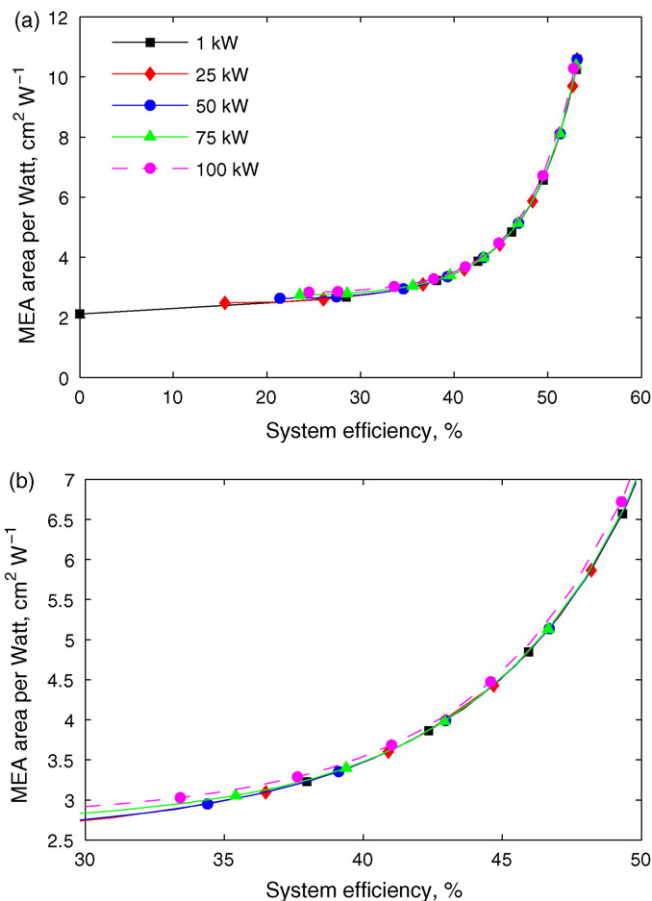 (a)
1 kW
25 kW
50 kW
75 kW
100 kW
12
10
8
6
4
2
0
MEA area per Watt, cm² W⁻¹
0 10 20 30 40 50 60
System efficiency, %
(b)
7
6.5
6
5.5
5
4.5
4
3.5
3
2.5
MEA area per Watt, cm² W⁻¹
30 35 40 45 50
System efficiency, %